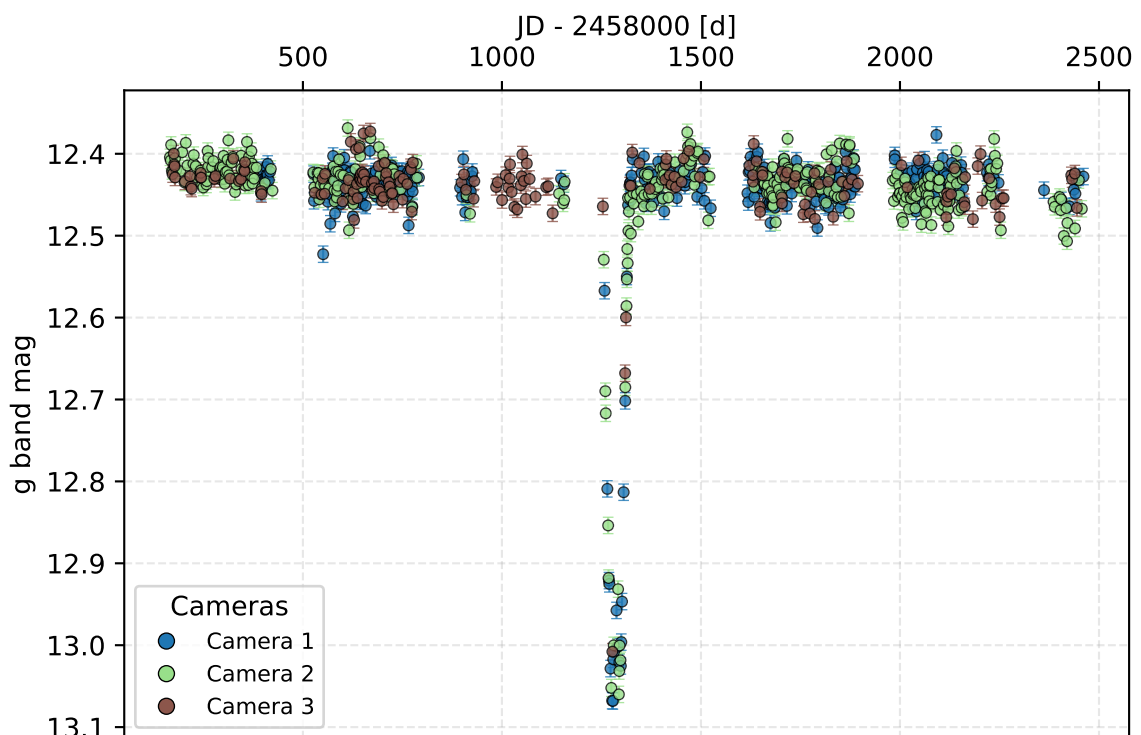 JD - 2458000 [d]
500 1000 1500 2000 2500
g band mag
12.4
12.5
12.6
12.7
12.8
12.9
13.0
13.1
Cameras
Camera 1
Camera 2
Camera 3